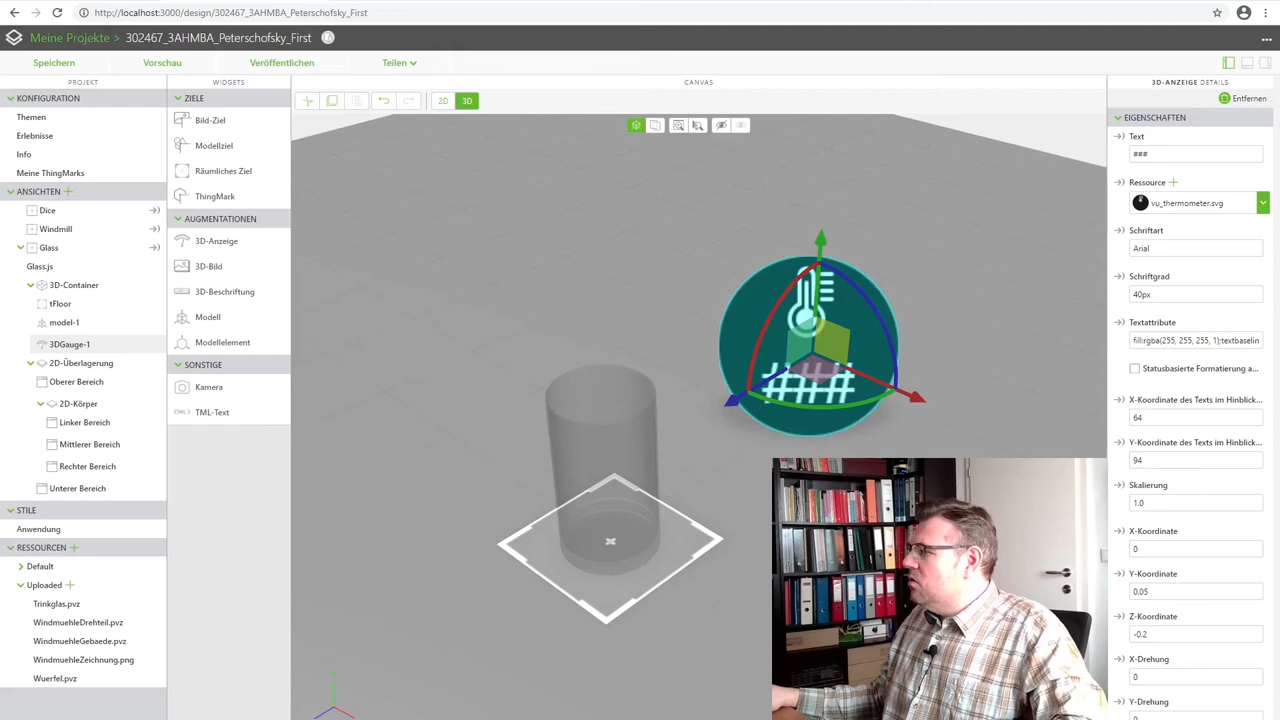 http://localhost:3000/design/302467_3AHMBA_Peterschofsky_First
Meine Projekte > 302467_3AHMBA_Peterschofsky_First
Speichern
Vorschau
Veröffentlichen
Teilen
PROJEKT
WIDGETS
CANVAS
3D-ANZEIGE DETAILS
KONFIGURATION
Themen
Erlebnisse
Info
Meine ThingMarks
ANSICHTEN
Dice
Windmill
Glass
Glass.js
3D-Container
tFloor
model-1
3DGauge-1
2D-Überlagerung
Oberer Bereich
2D-Körper
Linker Bereich
Mittlerer Bereich
Rechter Bereich
Unterer Bereich
STILE
Anwendung
RESSOURCEN
Default
Uploaded
Trinkglas.pvz
WindmuehleDrehteil.pvz
WindmuehleGebaede.pvz
WindmuehleZeichnung.png
Wuerfel.pvz
ZIELE
Bild-Ziel
Modellziel
Räumliches Ziel
ThingMark
AUGMENTATIONEN
3D-Anzeige
3D-Bild
3D-Beschriftung
Modell
Modellelement
SONSTIGE
Kamera
TML-Text
2D
3D
###
Entfernen
EIGENSCHAFTEN
Text
###
Ressource
vu_thermometer.svg
Schriftart
Arial
Schriftgrad
40px
Textattribute
fill:rgba(255, 255, 255, 1);textbaselin
Statusbasierte Formatierung a...
X-Koordinate des Texts im Hinblick...
64
Y-Koordinate des Texts im Hinblick...
94
Skalierung
1.0
X-Koordinate
0
Y-Koordinate
0.05
Z-Koordinate
-0.2
X-Drehung
0
Y-Drehung